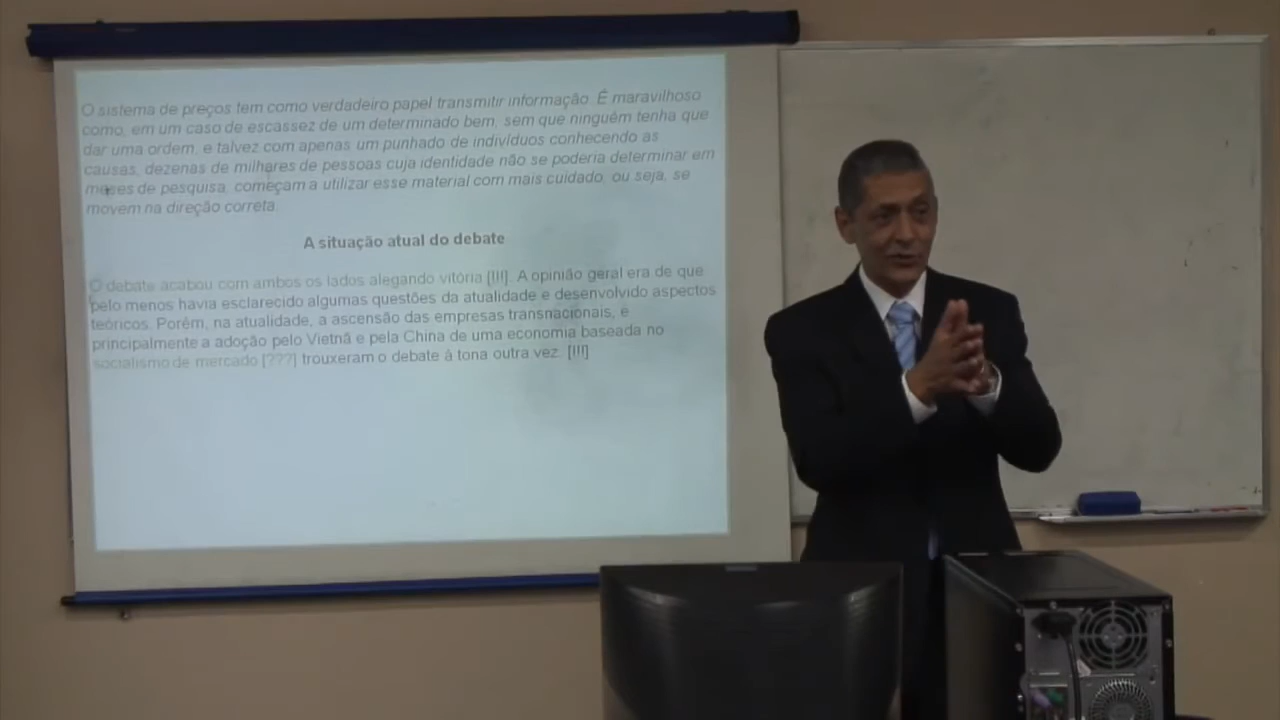 O sistema de preços tem como verdadeiro papel transmitir informação. É maravilhoso
como, em um caso de escassez de um determinado bem, sem que ninguém tenha que
dar uma ordem, e talvez com apenas um punhado de indivíduos conhecendo as
causas, dezenas de milhares de pessoas cuja identidade não se poderia determinar em
meses de pesquisa, começam a utilizar esse material com mais cuidado, ou seja, se
movem na direção correta.
A situação atual do debate
O debate acabou com ambos os lados alegando vitória [!!!]. A opinião geral era de que
pelo menos havia esclarecido algumas questões da atualidade e desenvolvido aspectos
teóricos. Porém, na atualidade, a ascensão das empresas transnacionais, e
principalmente a adoção pelo Vietnã e pela China de uma economia baseada no
socialismo de mercado [???] trouxeram o debate à tona outra vez. [!!!]